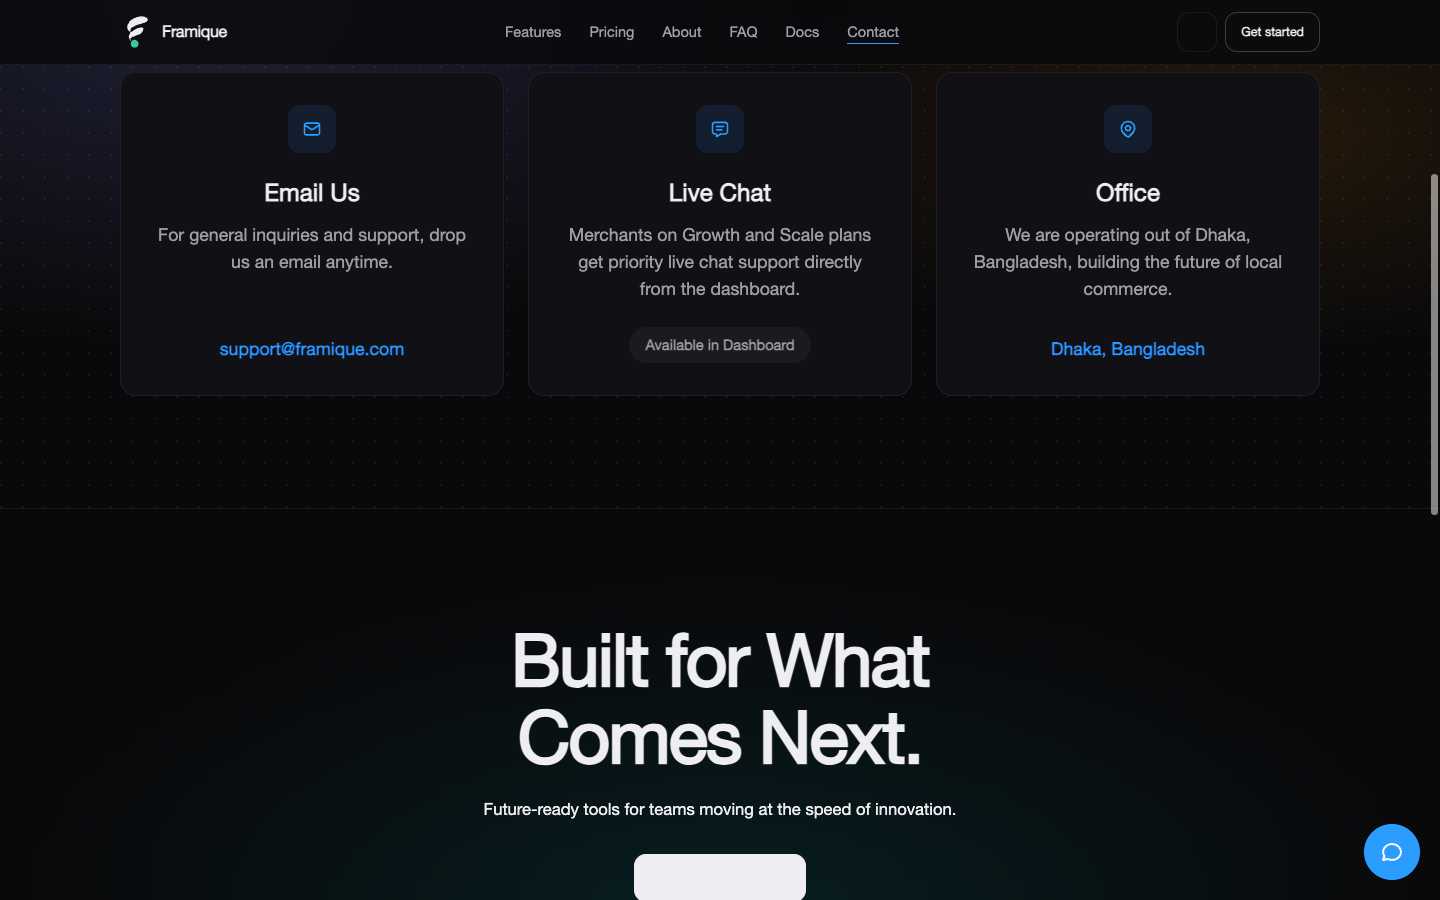 Framique
Features
Pricing
About
FAQ
Docs
Contact
Get started
Email Us
For general inquiries and support, drop
us an email anytime.
support@framique.com
Live Chat
Merchants on Growth and Scale plans
get priority live chat support directly
from the dashboard.
Available in Dashboard
Office
We are operating out of Dhaka,
Bangladesh, building the future of local
commerce.
Dhaka, Bangladesh
Built for What
Comes Next.
Future-ready tools for teams moving at the speed of innovation.